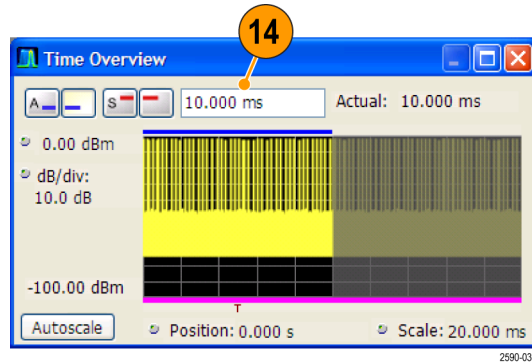 14
Time Overview
A S 10.000 ms Actual: 10.000 ms
0.00 dBm
dB/div:
10.0 dB
-100.00 dBm
T
Autoscale Position: 0.000 s Scale: 20.000 ms
2590-03